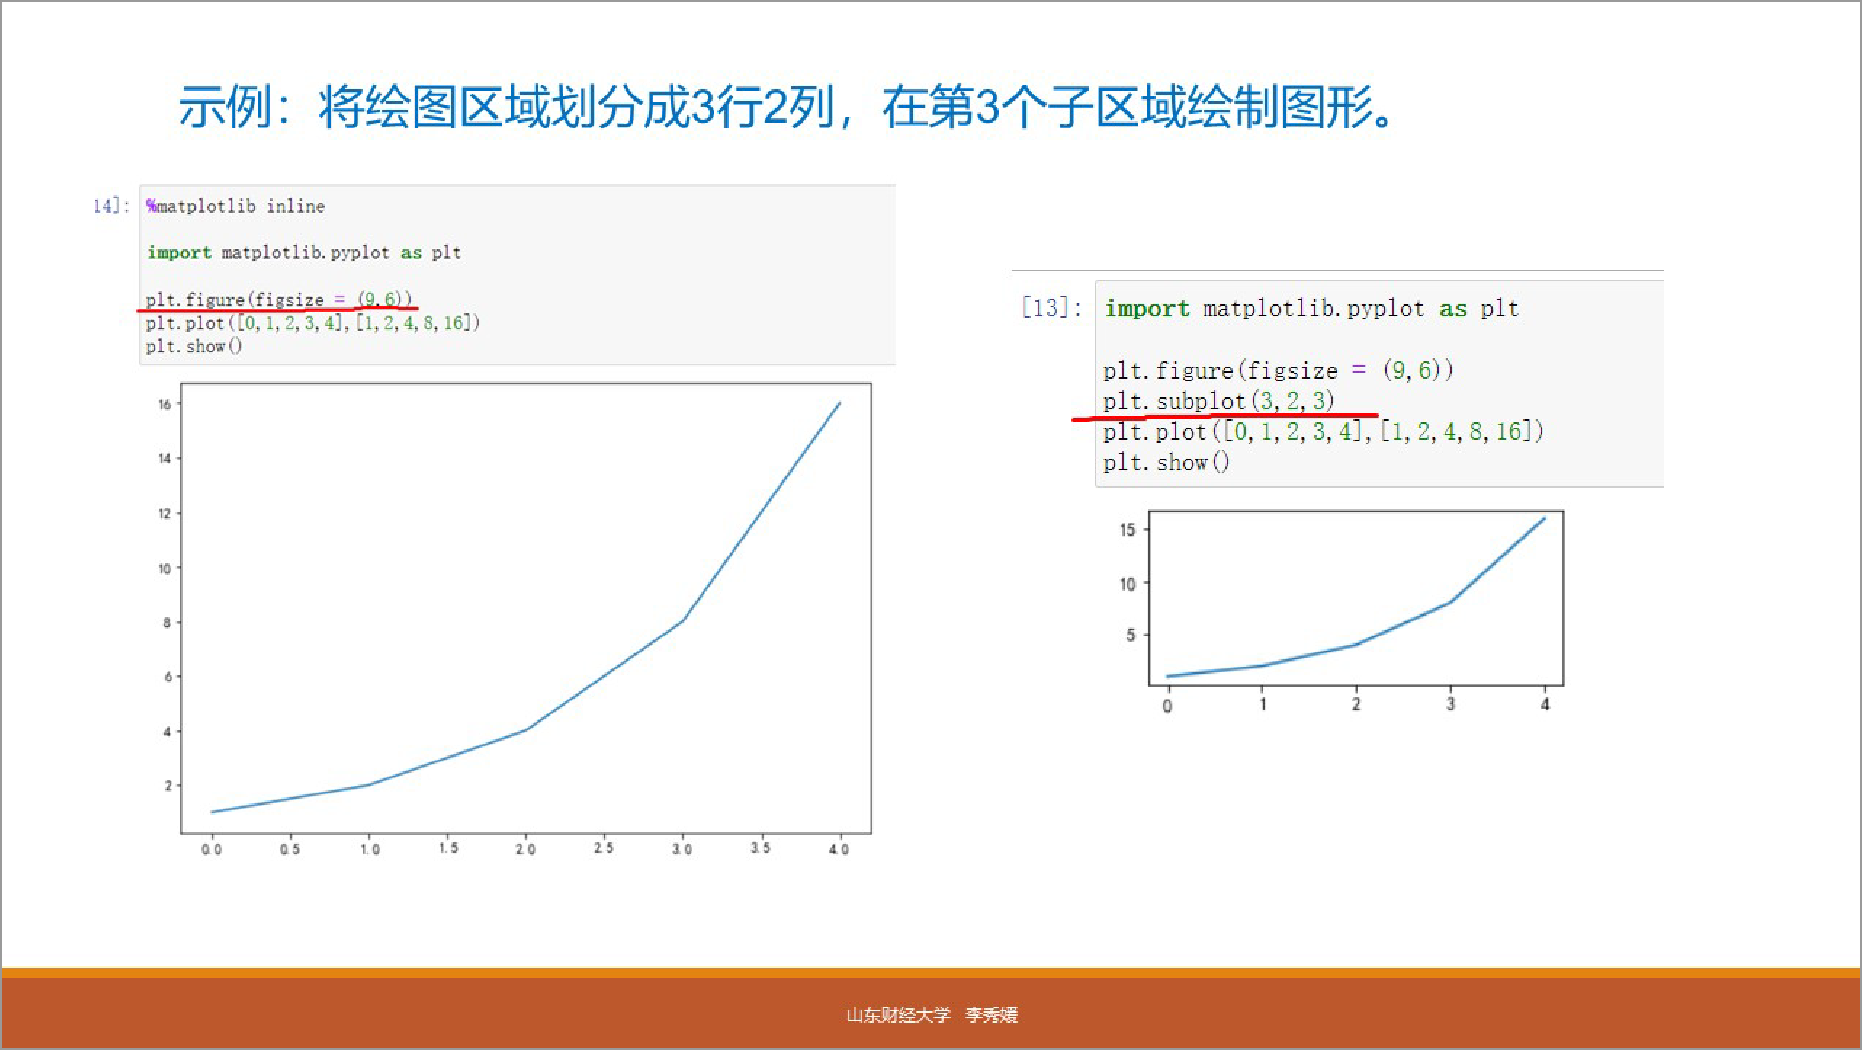 示例：将绘图区域划分成3行2列，在第3个子区域绘制图形。
14]: %matplotlib inline
import matplotlib.pyplot as plt
plt.figure(figsize = (9,6))
plt.plot([0,1,2,3,4],[1,2,4,8,16])
plt.show()
16
14
12
10
8
6
4
2
0.0 0.5 1.0 1.5 2.0 2.5 3.0 3.5 4.0
[13]: import matplotlib.pyplot as plt
plt.figure(figsize = (9,6))
plt.subplot(3,2,3)
plt.plot([0,1,2,3,4],[1,2,4,8,16])
plt.show()
15
10
5
0 1 2 3 4
山东财经大学 李秀媛